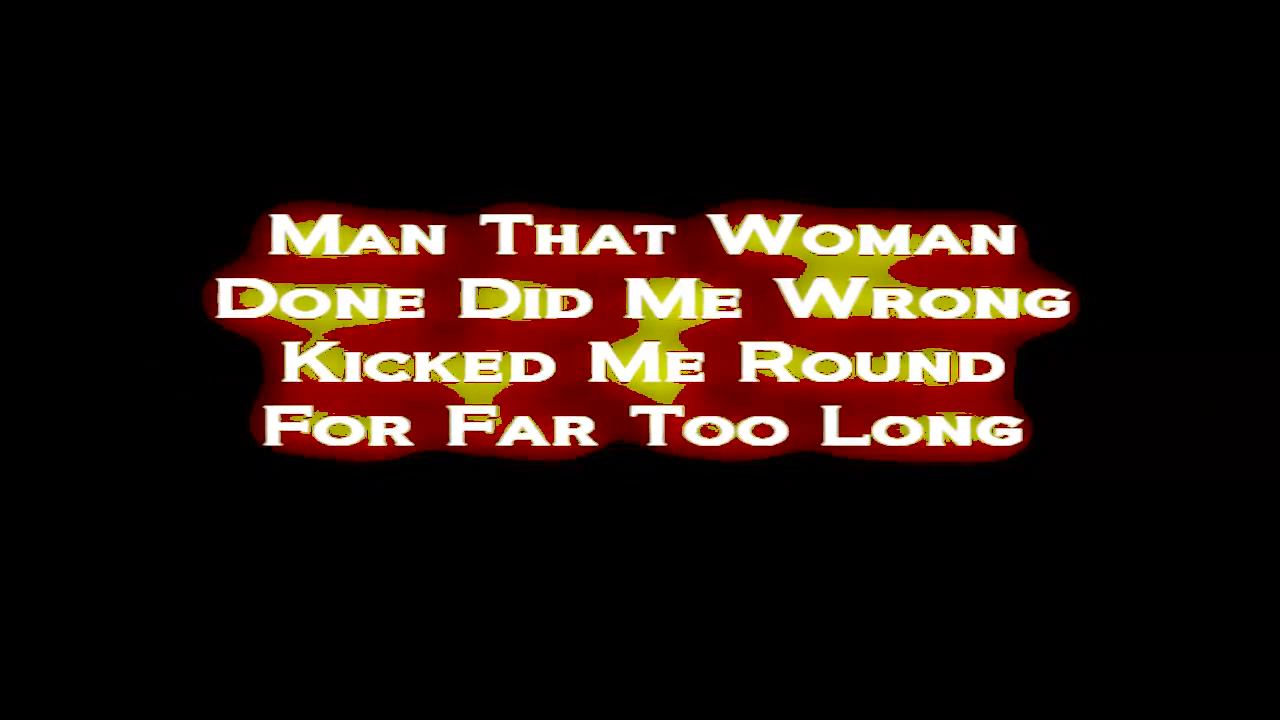 Man That Woman
Done Did Me Wrong
Kicked Me Round
For Far Too Long